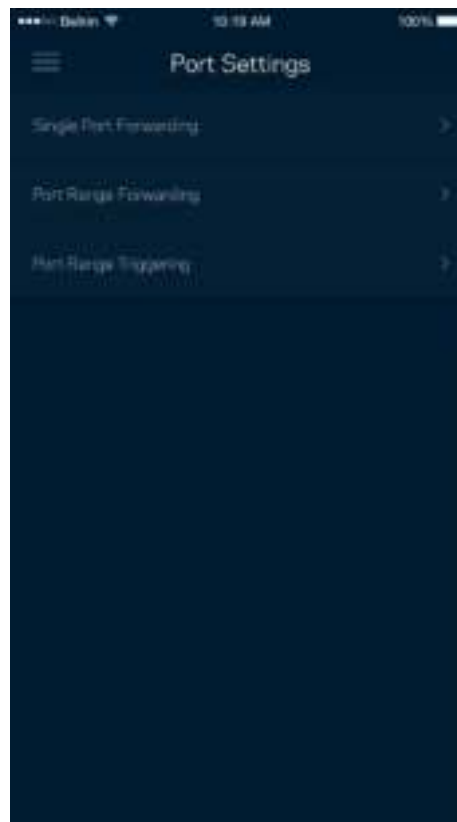 Belkin 10:19 AM 100%
Port Settings
Single Port Forwarding
Port Range Forwarding
Port Range Triggering